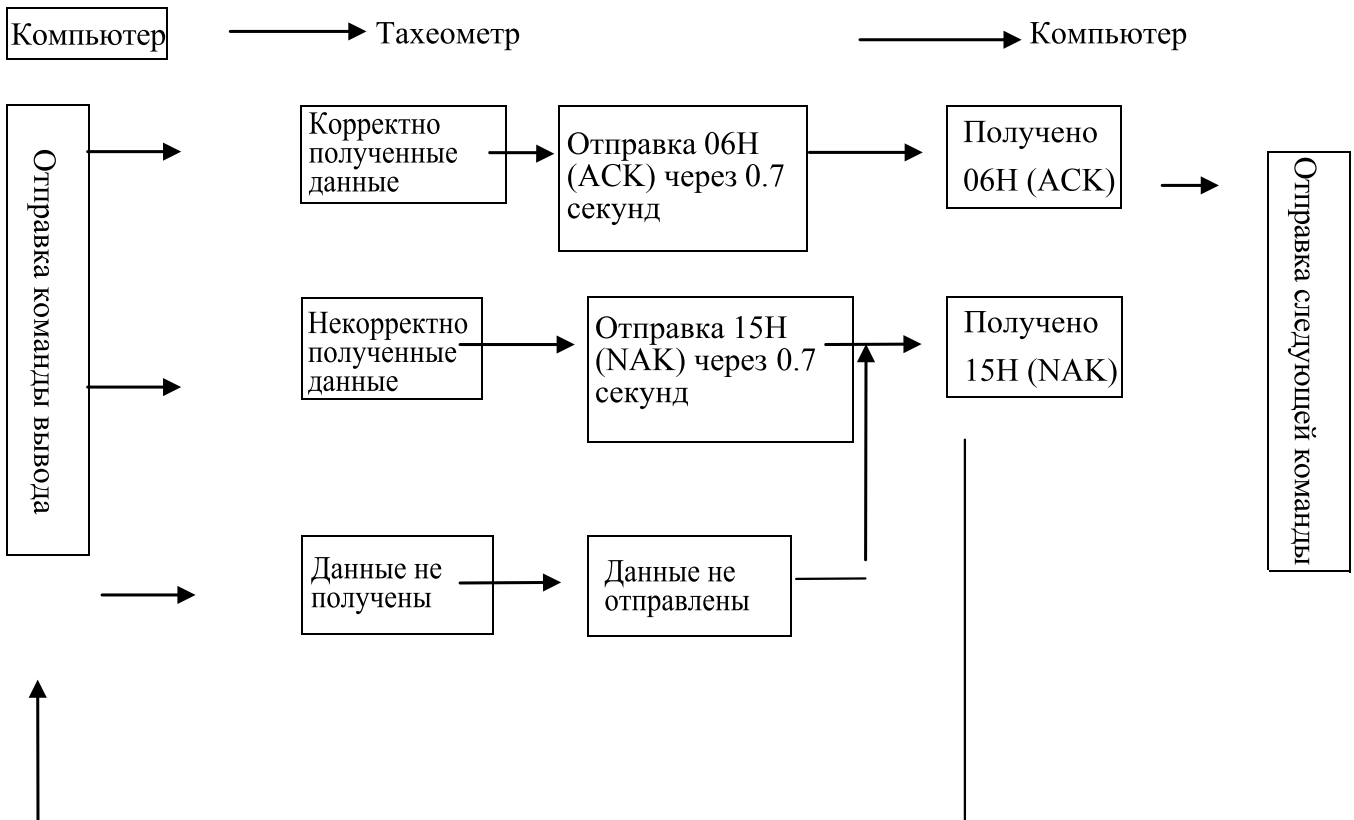 Компьютер
Тахеометр
Компьютер
Отправка команды вывода
Корректно
полученные
данные
Отправка 06H
(ACK) через 0.7
секунд
Получено
06H (ACK)
Отправка следующей команды
Некорректно
полученные
данные
Отправка 15H
(NAK) через 0.7
секунд
Получено
15H (NAK)
Данные не
получены
Данные не
отправлены